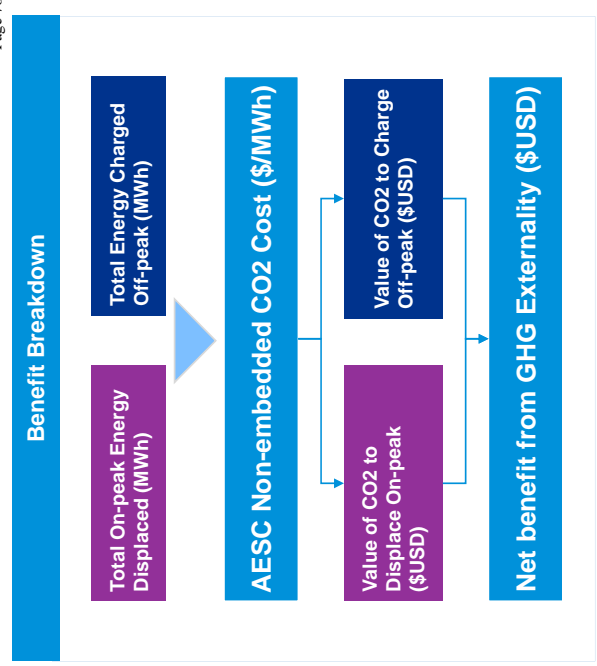 Benefit Breakdown
Total On-peak Energy
Displaced (MWh)
Total Energy Charged
Off-peak (MWh)
AESC Non-embedded CO2 Cost ($/MWh)
Value of CO2 to
Displace On-peak
($USD)
Value of CO2 to Charge
Off-peak ($USD)
Net benefit from GHG Externality ($USD)